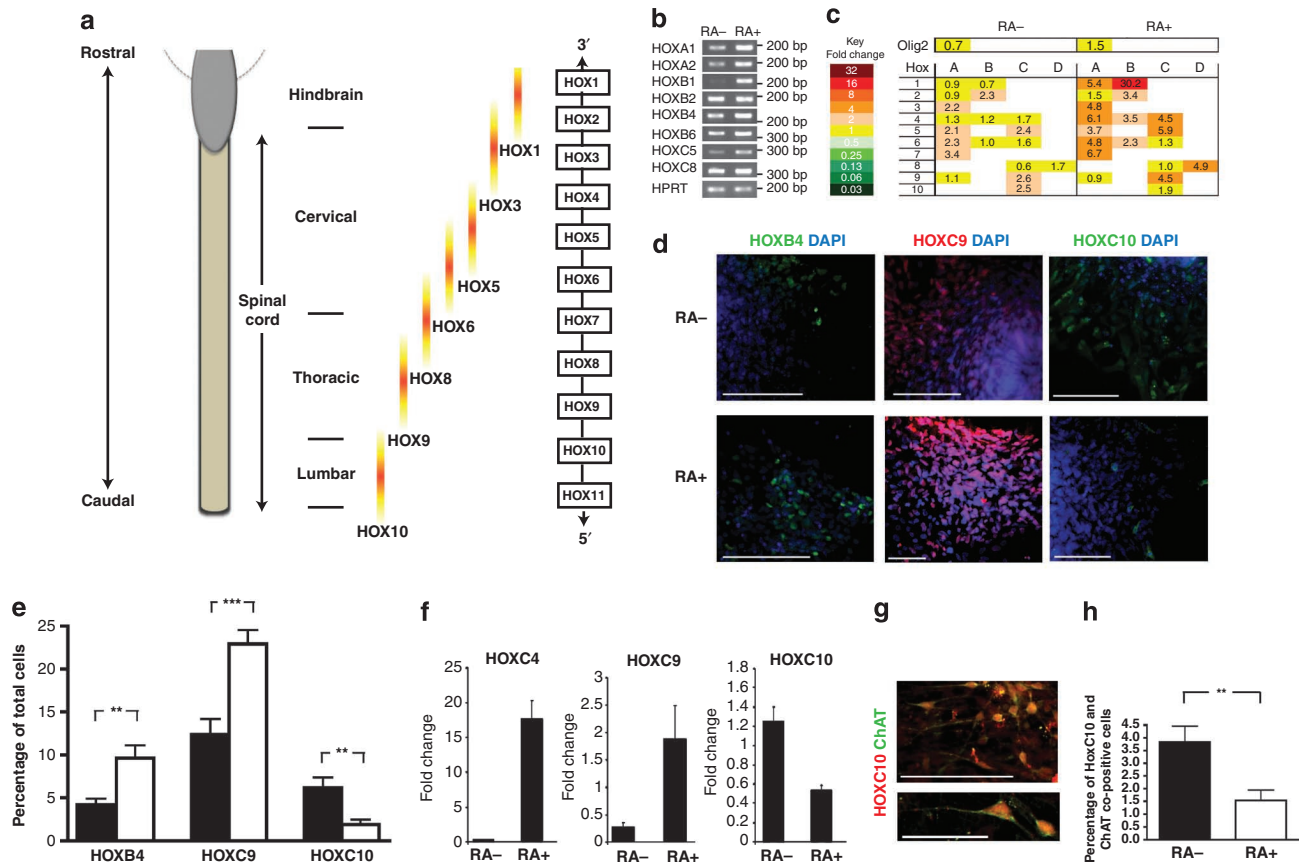 a
Rostral
Caudal
Spinal
cord
Hindbrain
Cervical
Thoracic
Lumbar
HOX1
HOX3
HOX5
HOX6
HOX8
HOX9
HOX10
3′
HOX1
HOX2
HOX3
HOX4
HOX5
HOX6
HOX7
HOX8
HOX9
HOX10
HOX11
5′
b
RA– RA+
HOXA1 200 bp
HOXA2 200 bp
HOXB1 200 bp
HOXB2
HOXB4 200 bp
HOXB6 300 bp
HOXC5 300 bp
HOXC8 300 bp
HPRT 200 bp
c
Key
Fold change
32
16
8
4
2
1
0.5
0.25
0.13
0.06
0.03
RA– RA+
Olig2 0.7 1.5
Hox A B C D A B C D
1 0.9 0.7 5.4 30.2
2 0.9 2.3 1.5 3.4
3 2.2 4.8
4 1.3 1.2 1.7 6.1 3.5 4.5
5 2.1 2.4 3.7 5.9
6 2.3 1.0 1.6 4.8 2.3 1.3
7 3.4 6.7
8 0.6 1.7 1.0 4.9
9 1.1 2.6 0.9 4.5
10 2.5 1.9
d
HOXB4 DAPI HOXC9 DAPI HOXC10 DAPI
RA–
RA+
e
Percentage of total cells
25
20
15
10
5
0
** *** **
HOXB4 HOXC9 HOXC10
f
HOXC4
Fold change
25
20
15
10
5
0
RA– RA+
HOXC9
Fold change
3
2.5
2
1.5
1
0.5
0
RA– RA+
HOXC10
Fold change
1.8
1.6
1.4
1.2
1
0.8
0.6
0.4
0.2
0
RA– RA+
g
HOXC10 ChAT
h
Percentage of HoxC10 and
ChAT co-positive cells
**
4.5
4.0
3.5
3.0
2.5
2.0
1.5
1.0
0.5
0.0
RA– RA+